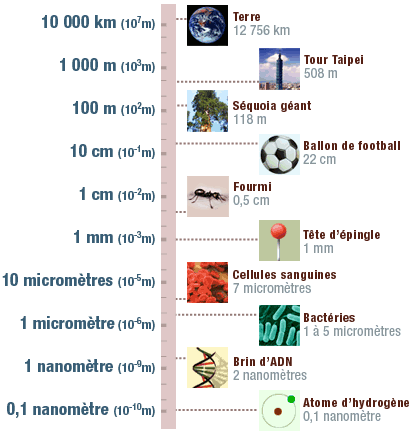 10 000 km (10⁷m)
Terre
12 756 km
1 000 m (10³m)
Tour Taipei
508 m
100 m (10²m)
Séquoia géant
118 m
10 cm (10⁻¹m)
Ballon de football
22 cm
1 cm (10⁻²m)
Fourmi
0,5 cm
1 mm (10⁻³m)
Tête d'épingle
1 mm
10 micromètres (10⁻⁵m)
Cellules sanguines
7 micromètres
1 micromètre (10⁻⁶m)
Bactéries
1 à 5 micromètres
1 nanomètre (10⁻⁹m)
Brin d'ADN
2 nanomètres
0,1 nanomètre (10⁻¹⁰m)
Atome d'hydrogène
0,1 nanomètre